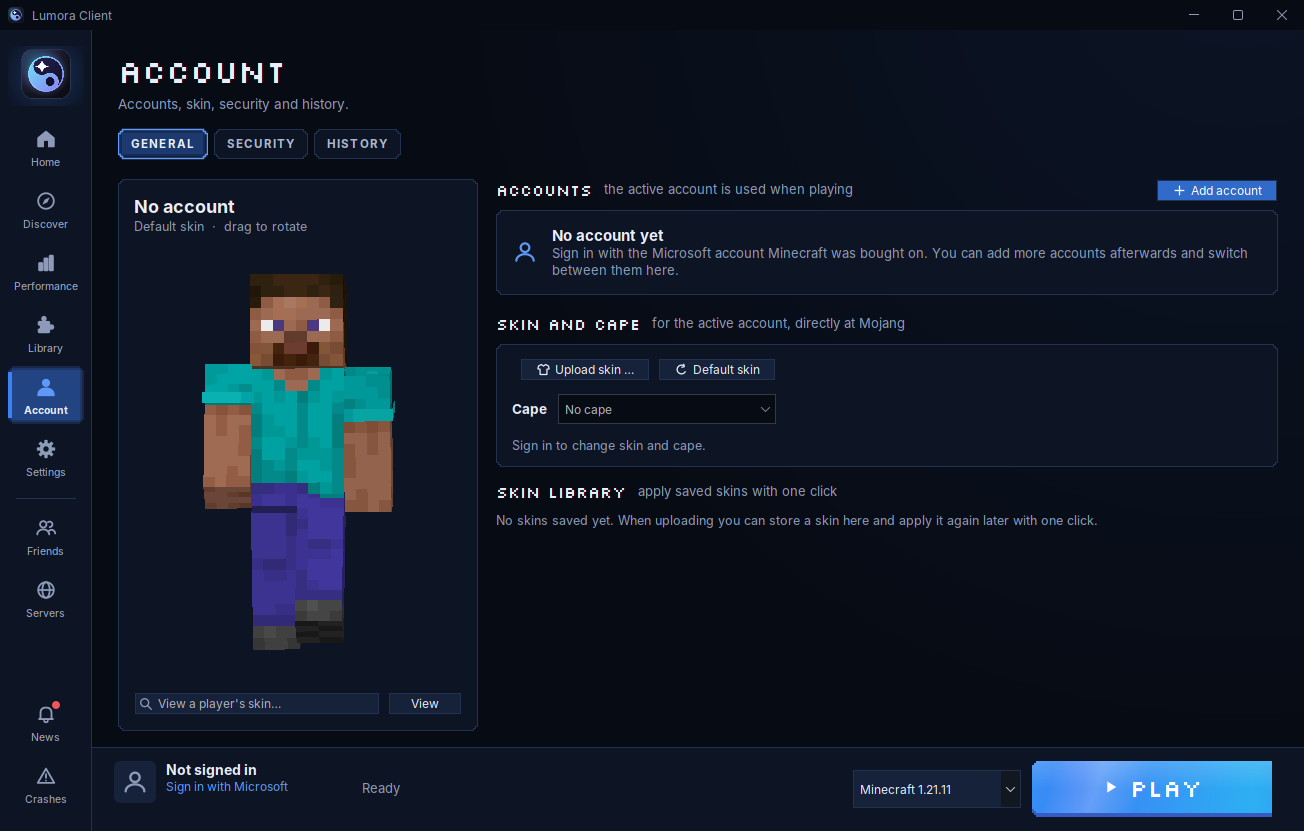 Lumora Client
ACCOUNT
Accounts, skin, security and history.
GENERAL
SECURITY
HISTORY
Home
Discover
Performance
Library
Account
Settings
Friends
Servers
News
Crashes
No account
Default skin · drag to rotate
View a player's skin...
View
ACCOUNTS the active account is used when playing
Add account
No account yet
Sign in with the Microsoft account Minecraft was bought on. You can add more accounts afterwards and switch
between them here.
SKIN AND CAPE for the active account, directly at Mojang
Upload skin ...
Default skin
Cape
No cape
Sign in to change skin and cape.
SKIN LIBRARY apply saved skins with one click
No skins saved yet. When uploading you can store a skin here and apply it again later with one click.
Not signed in
Sign in with Microsoft
Ready
Minecraft 1.21.11
PLAY